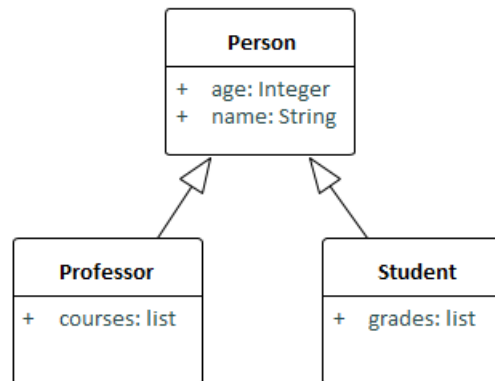 Person
+ age: Integer
+ name: String
Professor
+ courses: list
Student
+ grades: list